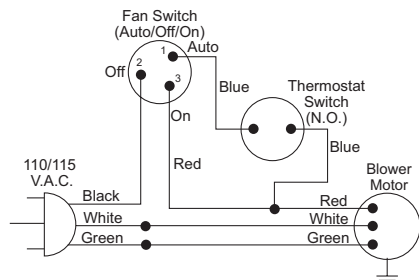 Fan Switch
(Auto/Off/On)
1
Auto
Off
2
3
On
Blue
Thermostat
Switch
(N.O.)
Blue
Red
110/115
V.A.C.
Blower
Motor
Black
Red
White
White
Green
Green